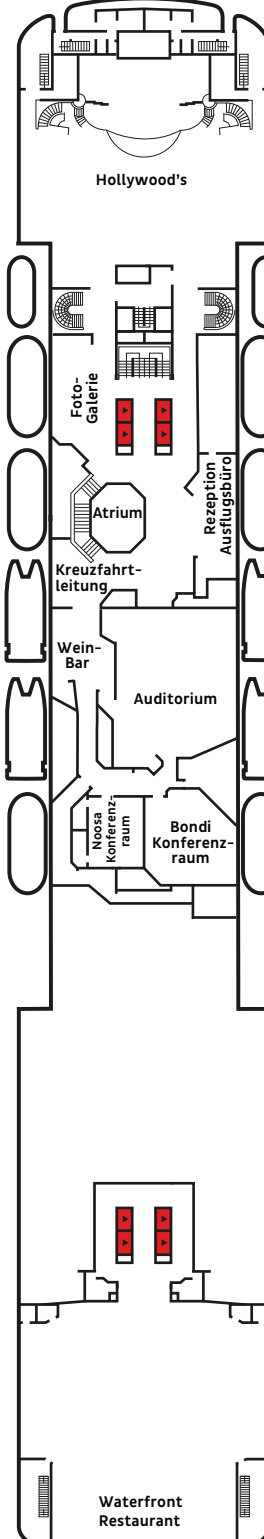 Hollywood's
Foto-
Galerie
Atrium
Rezeption
Ausflugsbüro
Kreuzfahrt-
leitung
Wein-
Bar
Auditorium
Noosa
Konferenz-
raum
Bondi
Konferenz-
raum
Waterfront
Restaurant